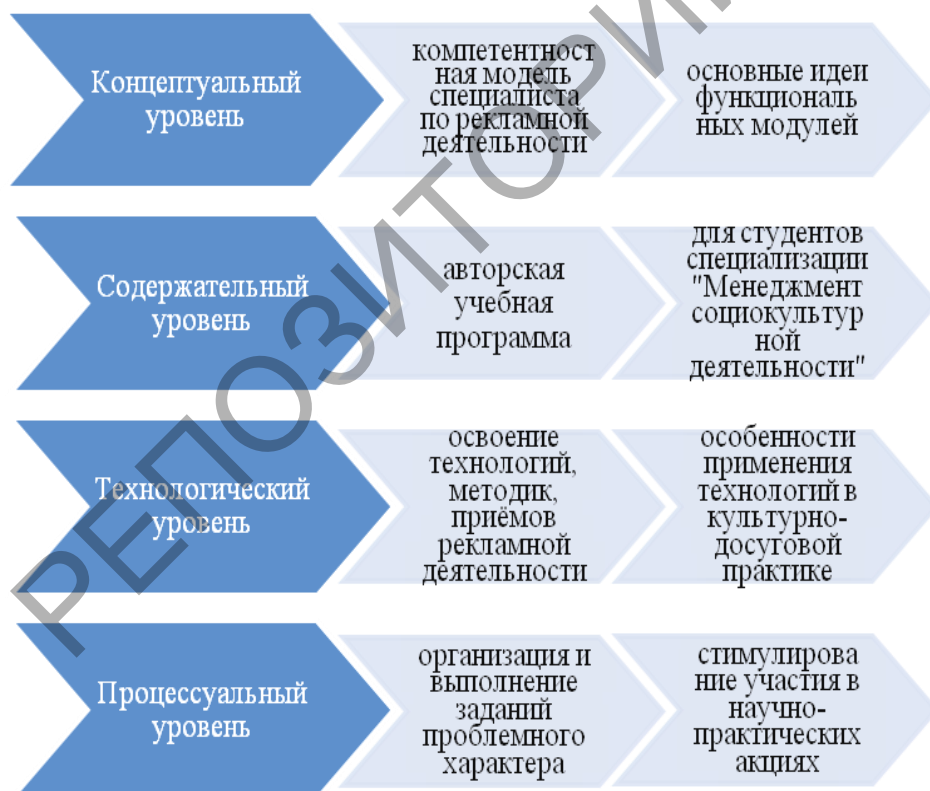 Концептуальный
уровень
компетентност
ная модель
специалиста
по рекламной
деятельности
основные идеи
функциональ
ных модулей
Содержательный
уровень
авторская
учебная
программа
для студентов
специализации
"Менеджмент
социокультур
ной
деятельности"
Технологический
уровень
освоение
технологий,
методик,
приёмов
рекламной
деятельности
особенности
применения
технологий в
культурно-
досуговой
практике
Процессуальный
уровень
организация и
выполнение
заданий
проблемного
характера
стимулирова
ние участия в
научно-
практических
акциях